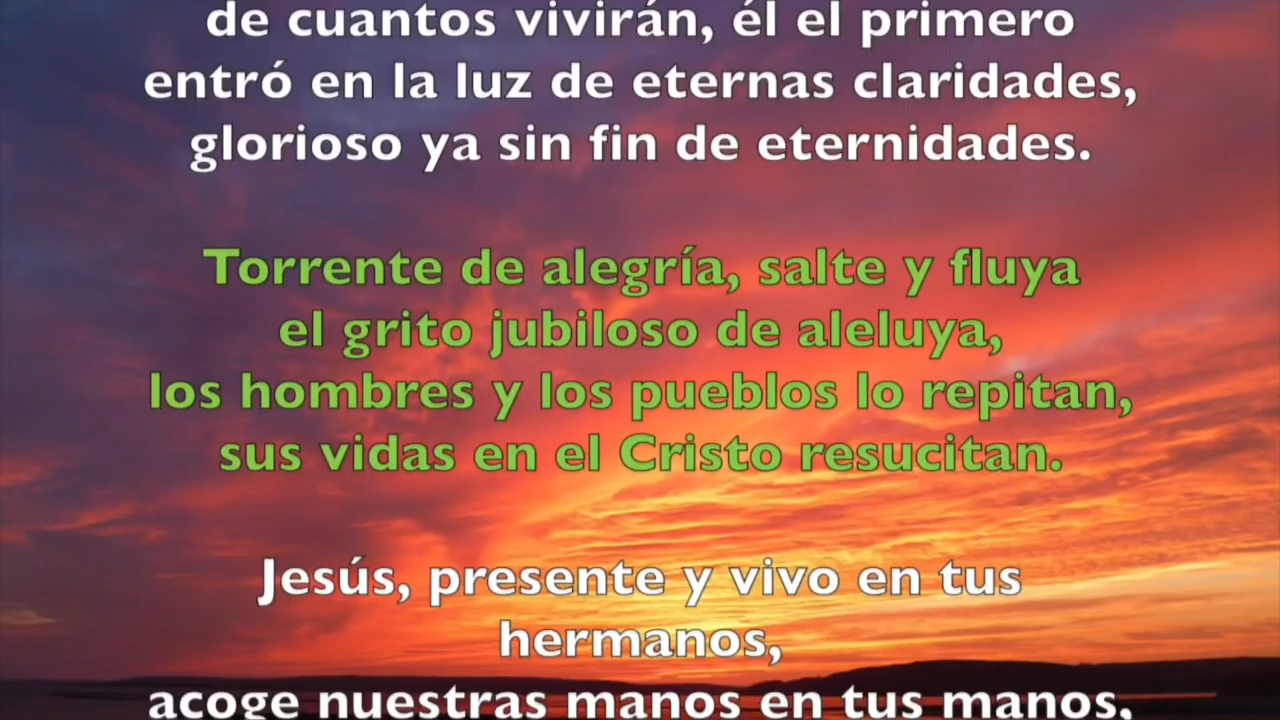 de cuantos vivirán, él el primero
entró en la luz de eternas claridades,
glorioso ya sin fin de eternidades.
Torrente de alegría, salte y fluya
el grito jubiloso de aleluya,
los hombres y los pueblos lo repitan,
sus vidas en el Cristo resucitan.
Jesús, presente y vivo en tus
hermanos,
acoge nuestras manos en tus manos,